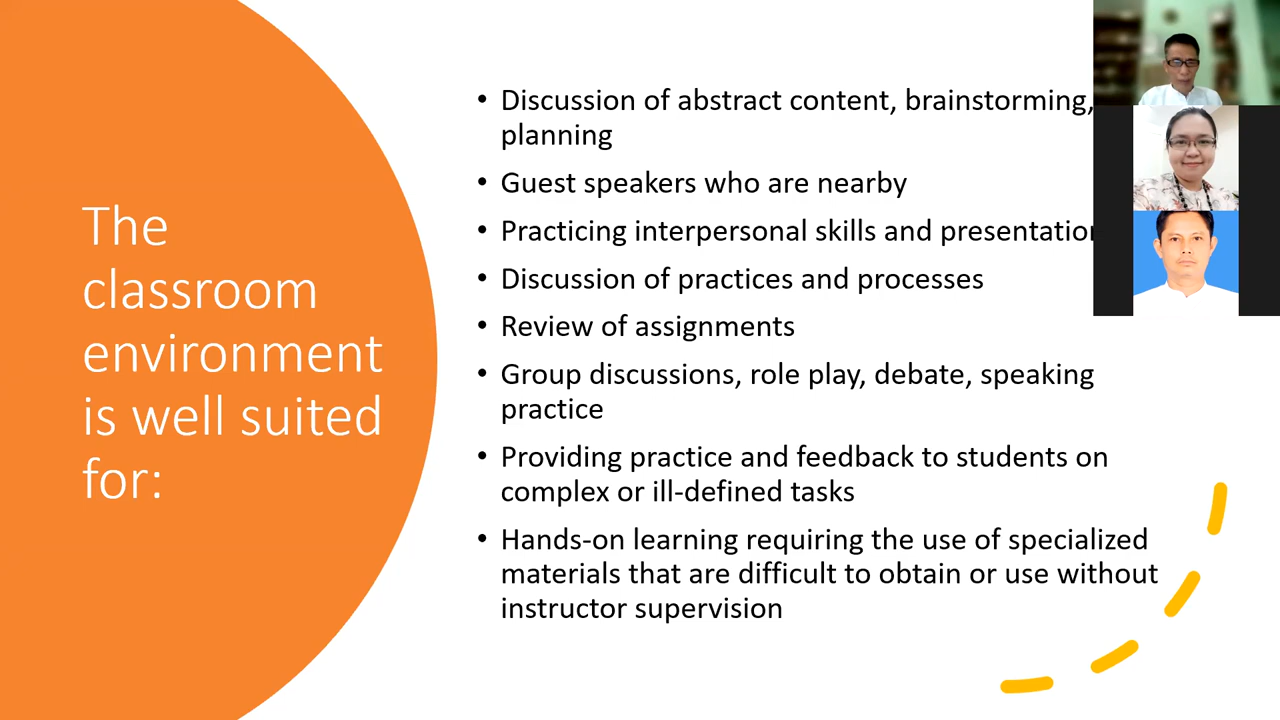 The
classroom
environment
is well suited
for:
• Discussion of abstract content, brainstorming,
planning
• Guest speakers who are nearby
• Practicing interpersonal skills and
• Discussion of practices and processes
• Review of assignments
• Group discussions, role play, debate, speaking
practice
• Providing practice and feedback to students on
complex or ill-defined tasks
• Hands-on learning requiring the use of specialized
materials that are difficult to obtain or use without
instructor supervision